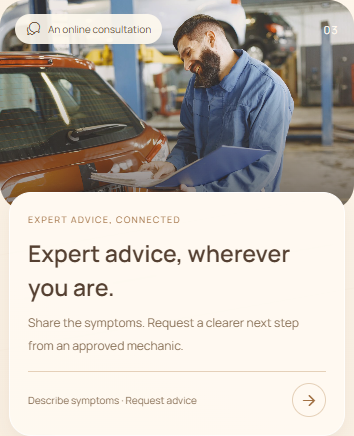 An online consultation
03
EXPERT ADVICE, CONNECTED
Expert advice, wherever
you are.
Share the symptoms. Request a clearer next step
from an approved mechanic.
Describe symptoms · Request advice